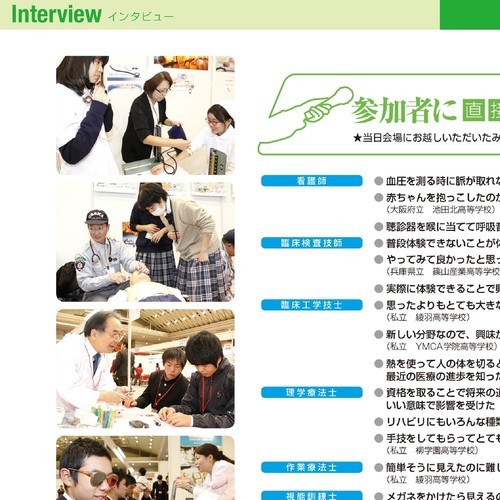 Interview インタビュー
参加者に 直接
★当日会場にお越しいただいたみ
看護師
●血圧を測る時に脈が取れな
●赤ちゃんを抱っこしたのが
（大阪府立　池田北高等学校）
●聴診器を喉に当てて呼吸音
臨床検査技師
●普段体験できないことが体
●やってみて良かったと思っ
（兵庫県立　篠山産業高等学校
●実際に体験できることで興
臨床工学技士
●思ったよりもとても大きな
（私立　綾羽高等学校）
●新しい分野なので、興味が
（私立　YMCA学院高等学校）
●熱を使って人の体を切ると
最近の医療の進歩を知った
理学療法士
●資格を取ることで将来の道
いい意味で影響を受けた
●リハビリにもいろんな種類
●手技をしてもらってとても
（私立　柳学園高等学校）
作業療法士
●簡単そうに見えたのに難し
（私立　綾羽高等学校）
視能訓練士
●メガネをかけたら見えるの